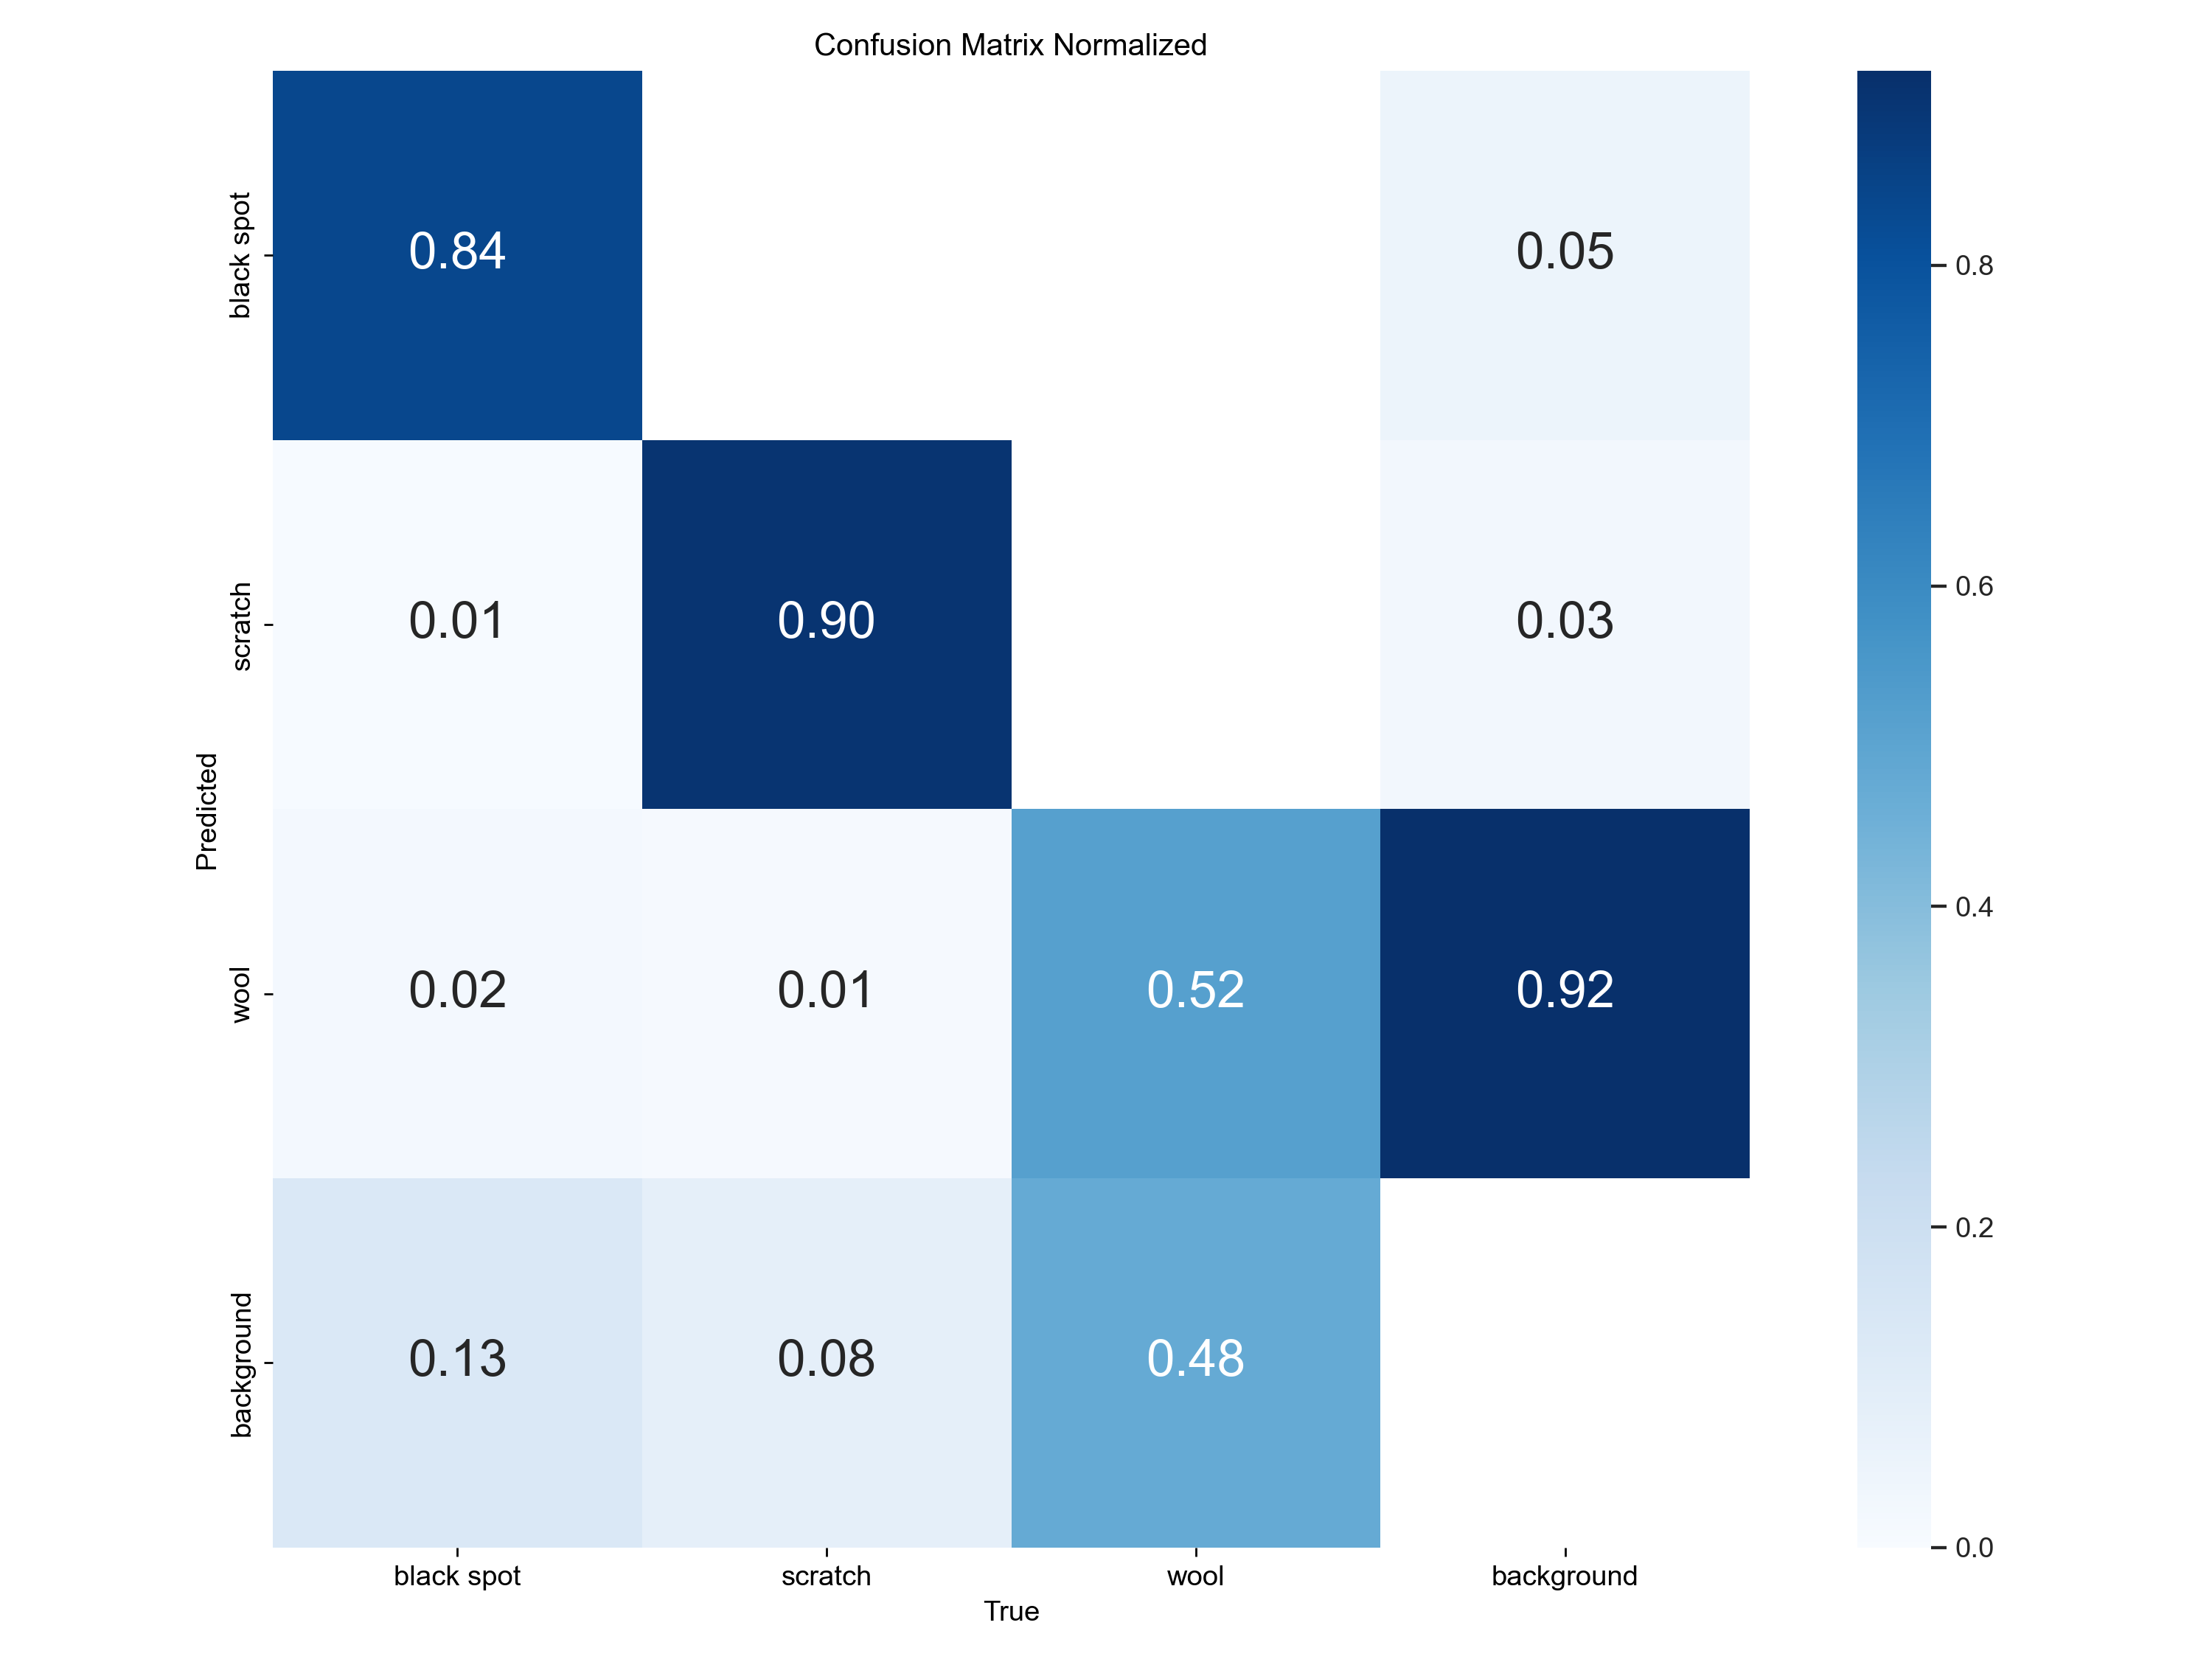 Confusion Matrix Normalized
black spot
0.84
0.05
0.8
scratch
0.01
0.90
0.03
0.6
Predicted
wool
0.02
0.01
0.52
0.92
0.4
background
0.13
0.08
0.48
0.2
0.0
black spot
scratch
wool
background
True